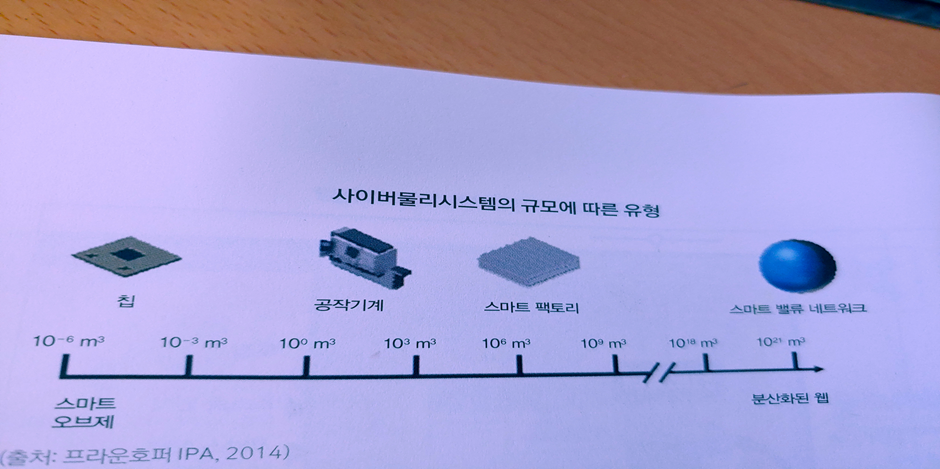 사이버물리시스템의 규모에 따른 유형
칩
공작기계
스마트 팩토리
스마트 밸류 네트워크
10⁻⁶ m³
10⁻³ m³
10⁰ m³
10³ m³
10⁶ m³
10⁹ m³
10¹⁸ m³
10²¹ m³
스마트
오브제
분산화된 웹
(출처: 프라운호퍼 IPA, 2014)